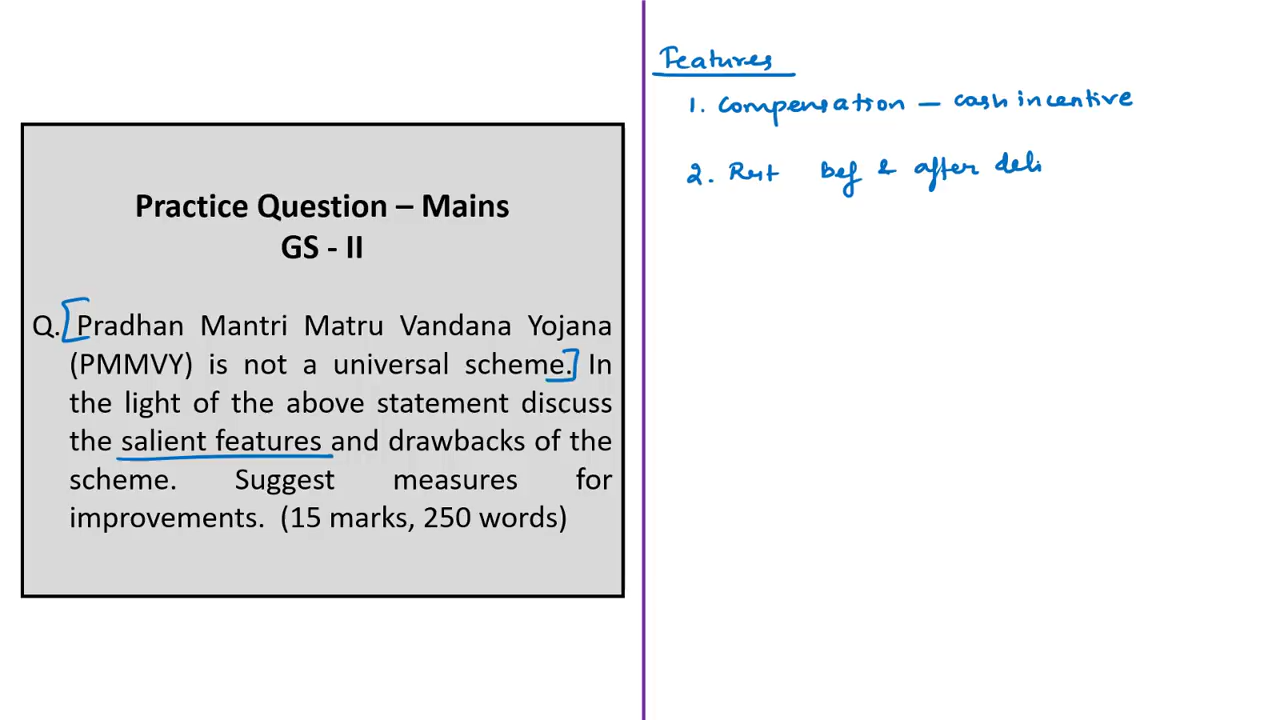 Practice Question – Mains
GS - II
Q. Pradhan Mantri Matru Vandana Yojana
(PMMVY) is not a universal scheme. In
the light of the above statement discuss
the salient features and drawbacks of the
scheme. Suggest measures for
improvements. (15 marks, 250 words)
Features
1. Compensation – cash incentive
2. Rest bef & after deli